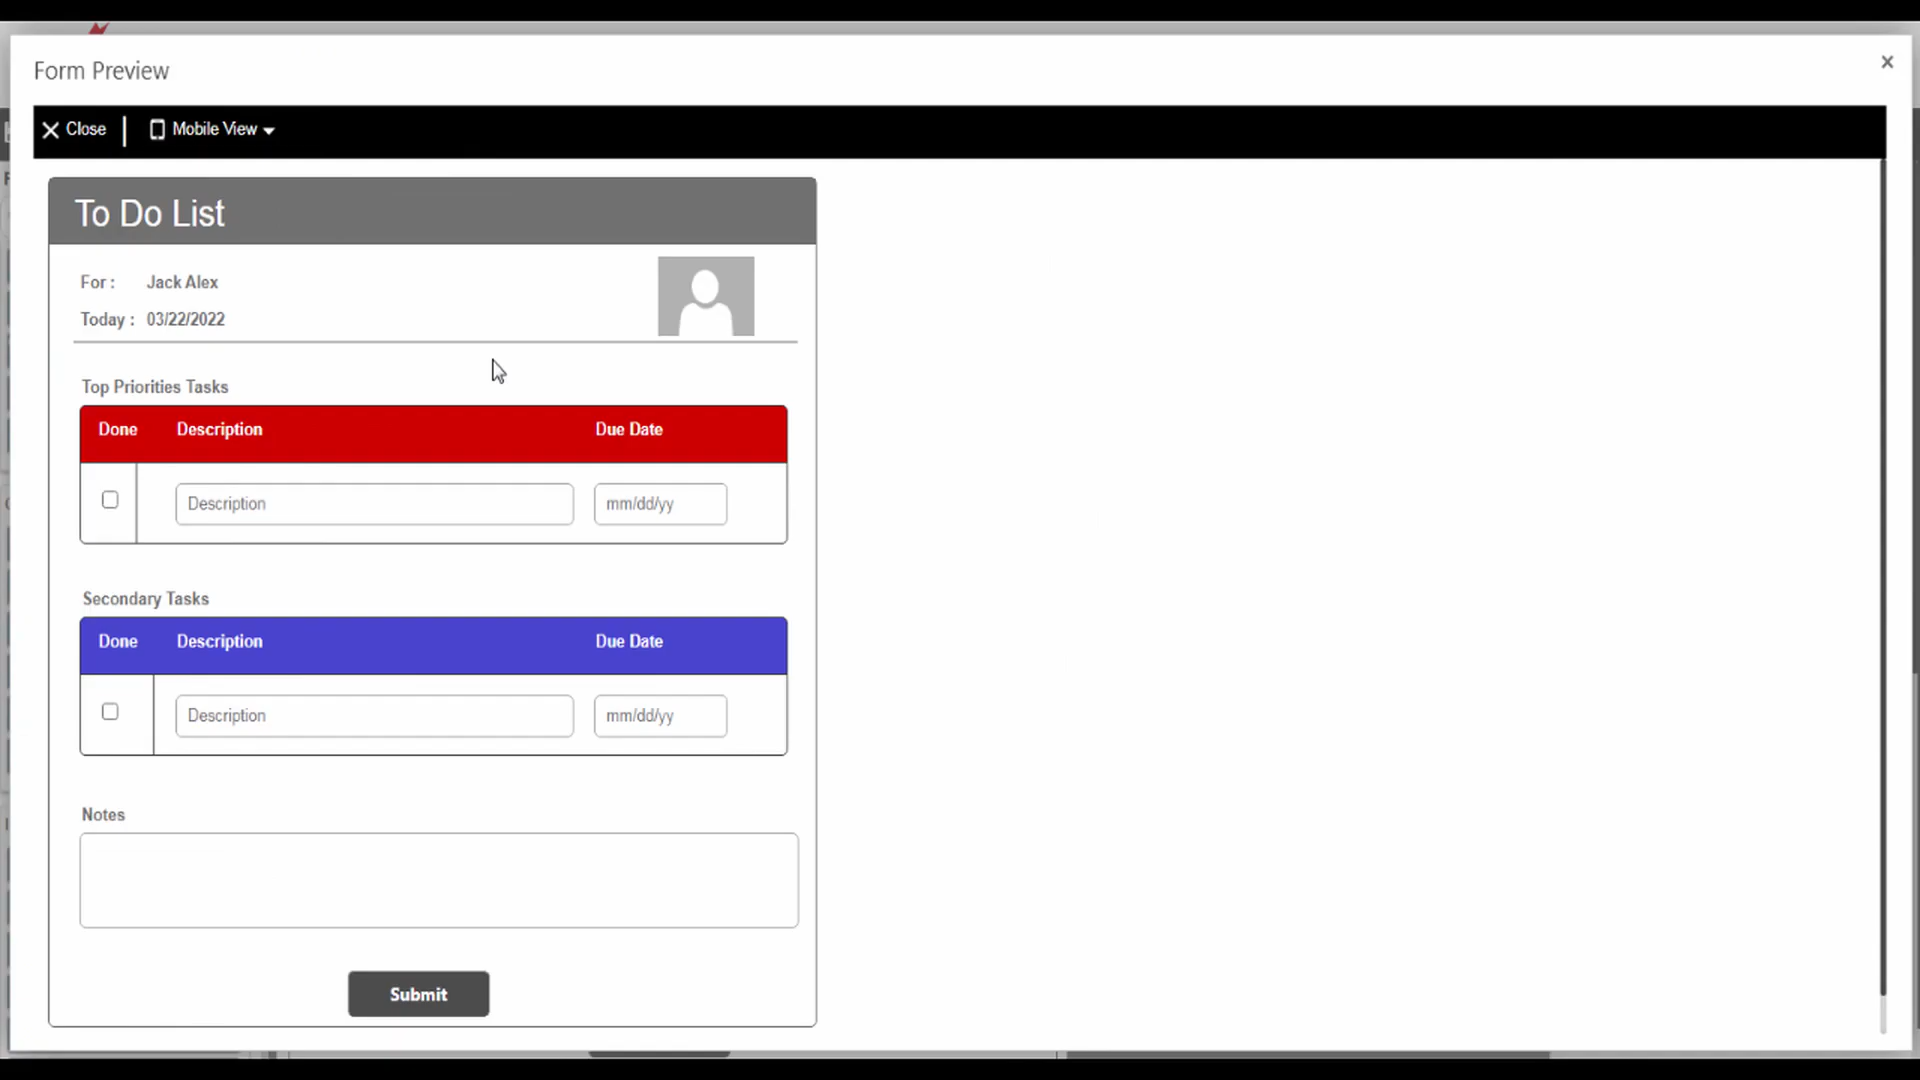 Form Preview
Close
Mobile View
To Do List
For : Jack Alex
Today : 03/22/2022
Top Priorities Tasks
Done Description Due Date
Description mm/dd/yy
Secondary Tasks
Done Description Due Date
Description mm/dd/yy
Notes
Submit